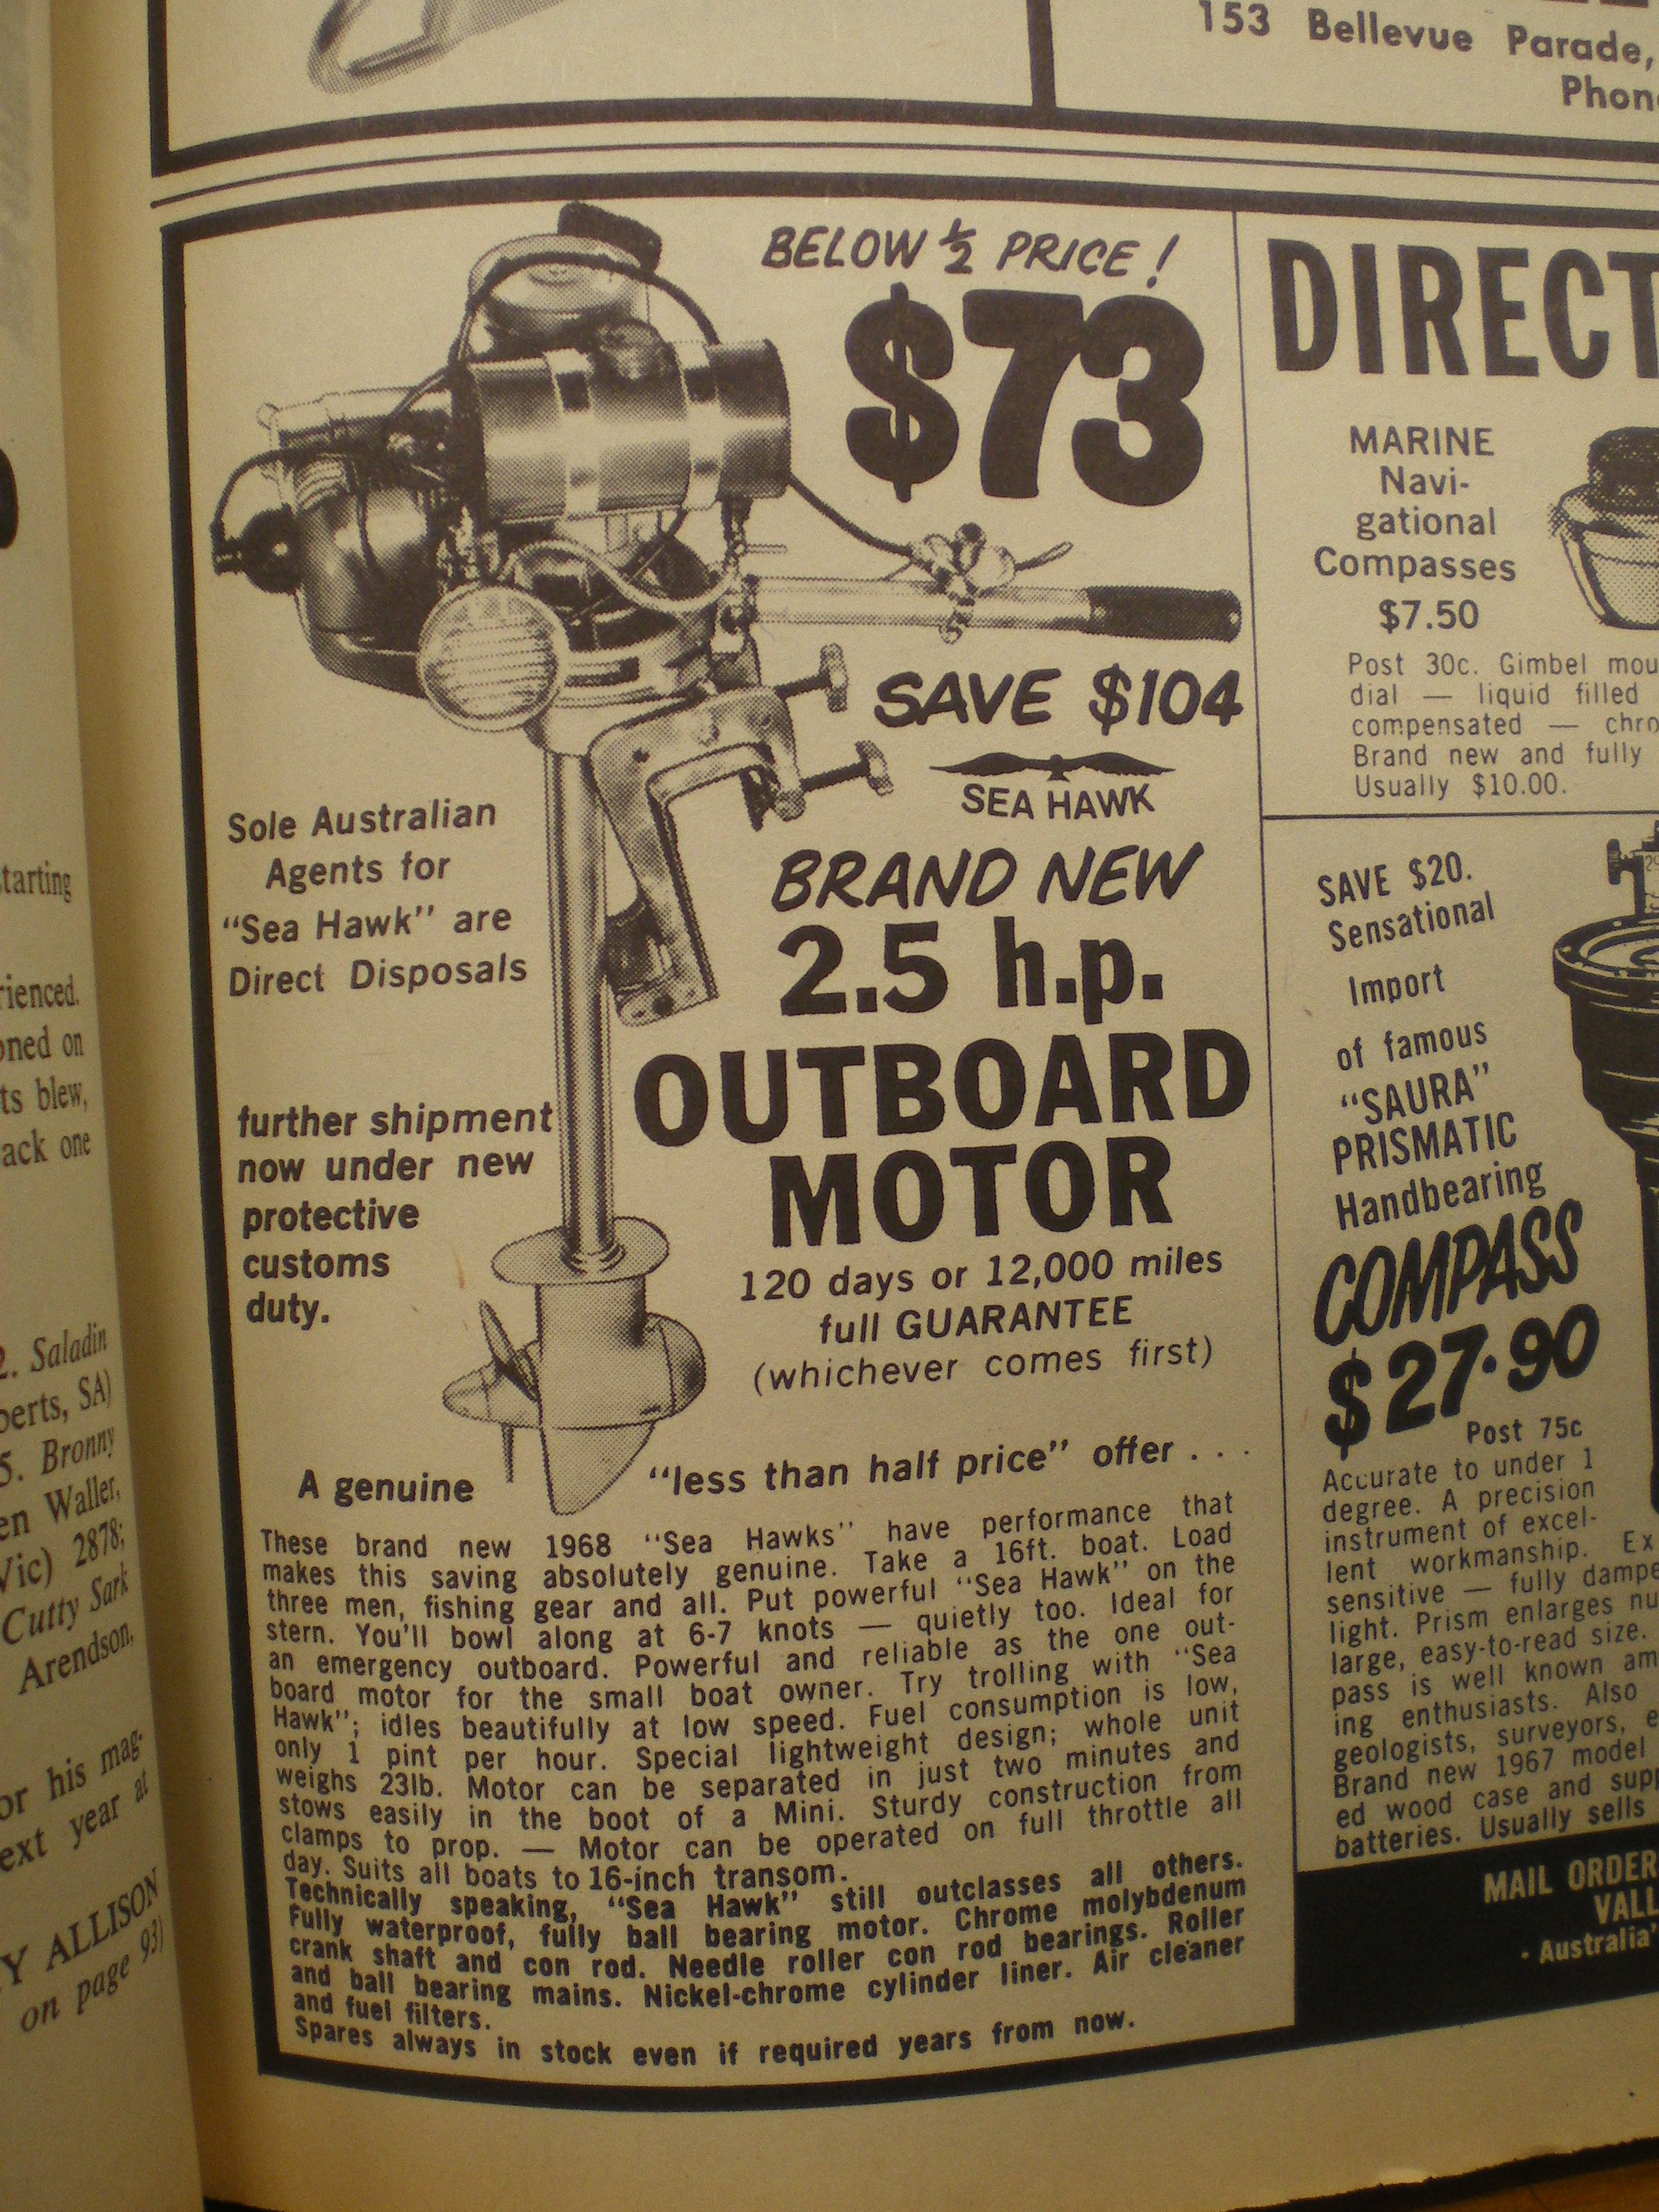 153 Bellevue Parade,
starting
rienced.
oned on
ts blew,
ack one
2. Saladin
berts, SA)
5. Bronny
en Waller,
Vic) 2878;
Cutty Sark
Arendson,
or his mag-
ext year at
Y ALLISON
on page 93)
BELOW ½ PRICE!
$73
SAVE $104
SEA HAWK
Sole Australian
Agents for
"Sea Hawk" are
Direct Disposals
BRAND NEW
2.5 h.p.
OUTBOARD
MOTOR
further shipment
now under new
protective
customs
duty.
120 days or 12,000 miles
full GUARANTEE
(whichever comes first)
A genuine "less than half price" offer . . .
These brand new 1968 "Sea Hawks" have performance that
makes this saving absolutely genuine. Take a 16ft. boat. Load
three men, fishing gear and all. Put powerful "Sea Hawk" on the
stern. You'll bowl along at 6-7 knots — quietly too. Ideal for
an emergency outboard. Powerful and reliable as the one out-
board motor for the small boat owner. Try trolling with "Sea
Hawk"; idles beautifully at low speed. Fuel consumption is low,
only 1 pint per hour. Special lightweight design; whole unit
weighs 23lb. Motor can be separated in just two minutes and
stows easily in the boot of a Mini. Sturdy construction from
clamps to prop. — Motor can be operated on full throttle all
day. Suits all boats to 16-inch transom.
Technically speaking, "Sea Hawk" still outclasses all others.
Fully waterproof, fully ball bearing motor. Chrome molybdenum
crank shaft and con rod. Needle roller con rod bearings. Roller
and ball bearing mains. Nickel-chrome cylinder liner. Air cleaner
and fuel filters.
Spares always in stock even if required years from now.
DIRECT
MARINE
Navi-
gational
Compasses
$7.50
Post 30c. Gimbel mou
dial — liquid filled
compensated — chro
Brand new and fully
Usually $10.00.
SAVE $20.
Sensational
Import
of famous
"SAURA"
PRISMATIC
Handbearing
COMPASS
$27.90
Post 75c
Accurate to under 1
degree. A precision
instrument of excel-
lent workmanship. Ex
sensitive — fully dampe
light. Prism enlarges nu
large, easy-to-read size.
pass is well known am
ing enthusiasts. Also
geologists, surveyors, e
Brand new 1967 model
ed wood case and supp
batteries. Usually sells
MAIL ORDER
VALL
- Australia'